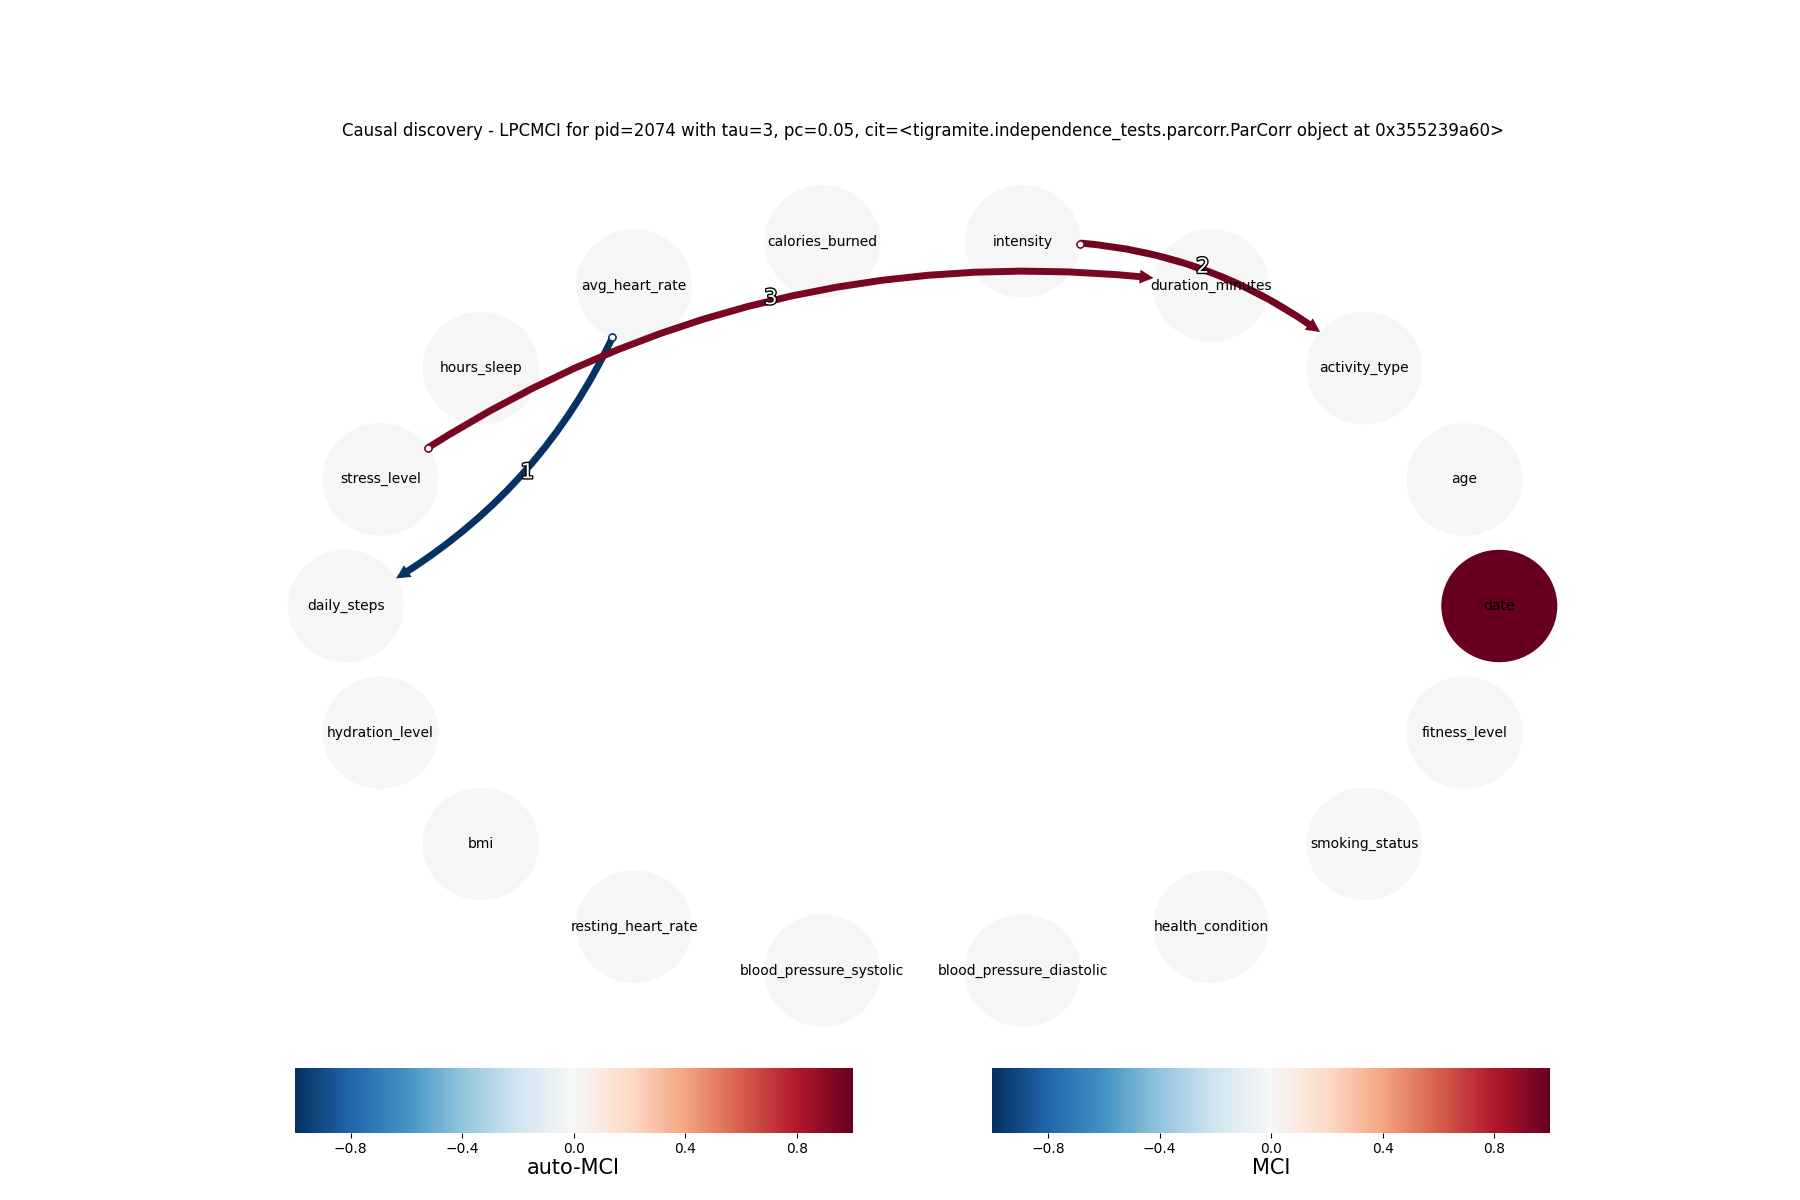 Causal discovery - LPCMCI for pid=2074 with tau=3, pc=0.05, cit=<tigramite.independence_tests.parcorr.ParCorr object at 0x355239a60>
calories_burned
intensity
avg_heart_rate
duration_minutes
2
3
hours_sleep
activity_type
stress_level
1
age
daily_steps
date
hydration_level
fitness_level
bmi
smoking_status
resting_heart_rate
health_condition
blood_pressure_systolic
blood_pressure_diastolic
−0.8 −0.4 0.0 0.4 0.8
auto-MCI
−0.8 −0.4 0.0 0.4 0.8
MCI